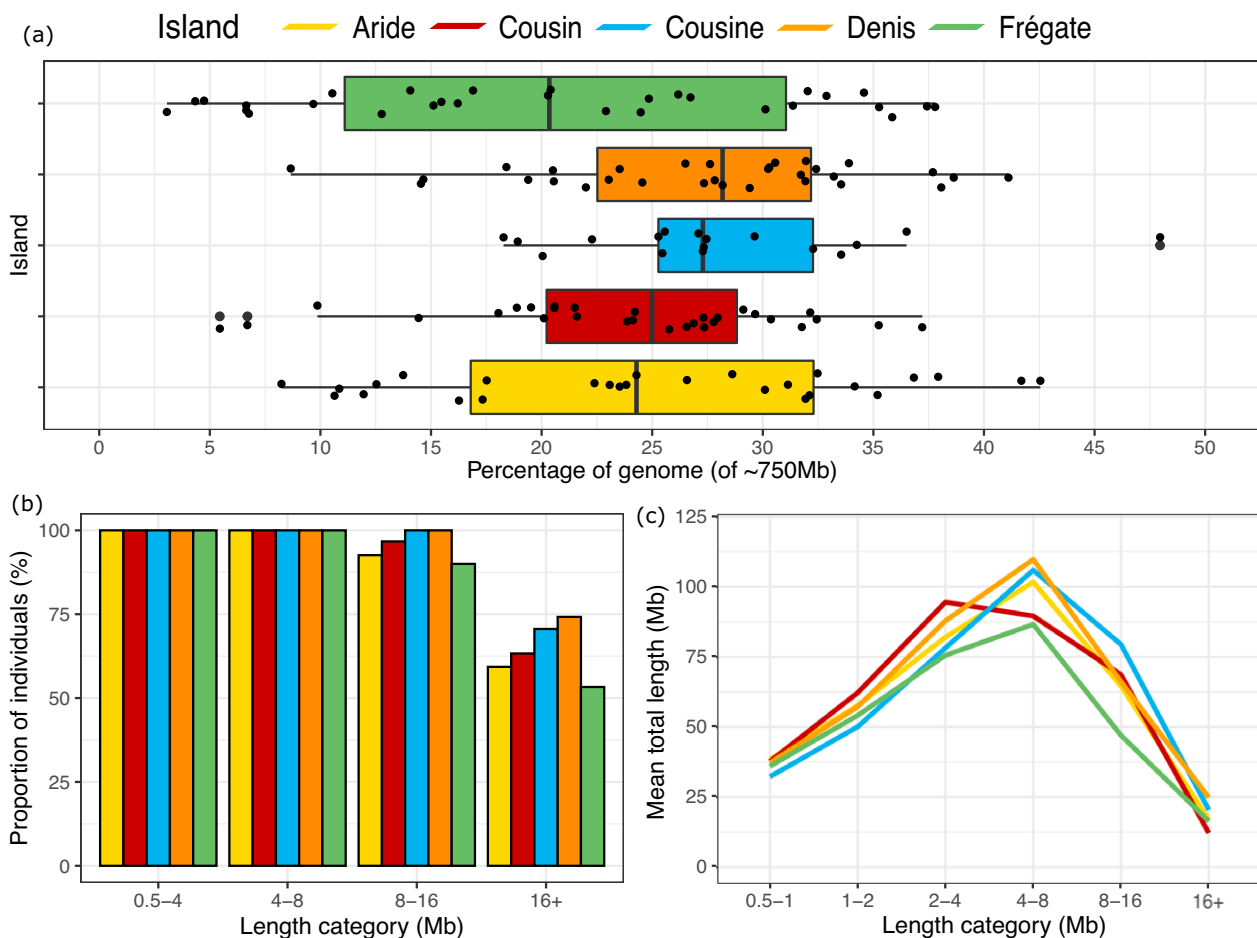 (a) Island Aride Cousin Cousine Denis Frégate
Island
0 5 10 15 20 25 30 35 40 45 50
Percentage of genome (of ~750Mb)
(b)
Proportion of individuals (%)
100
75
50
25
0
0.5−4 4−8 8−16 16+
Length category (Mb)
(c)
Mean total length (Mb)
125
100
75
50
25
0
0.5−1 1−2 2−4 4−8 8−16 16+
Length category (Mb)